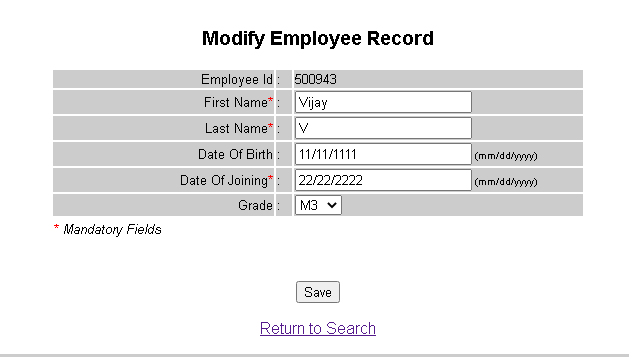 Modify Employee Record
Employee Id : 500943
First Name* : Vijay
Last Name* : V
Date Of Birth : 11/11/1111 (mm/dd/yyyy)
Date Of Joining* : 22/22/2222 (mm/dd/yyyy)
Grade : M3
* Mandatory Fields
Save
Return to Search